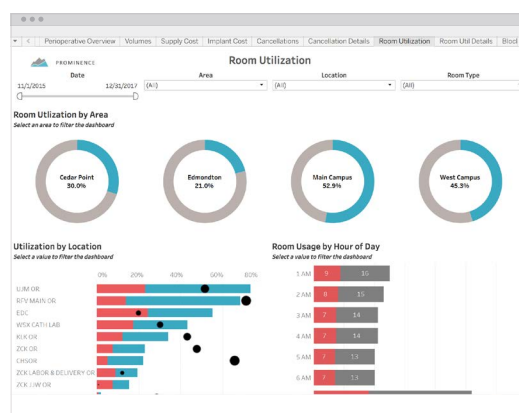 Perioperative Overview Volumes Supply Cost Implant Cost Cancellations Cancellation Details Room Utilization Room Util Details Block
PROMINENCE
Room Utilization
Date Area Location Room Type
11/1/2015 12/31/2017 (All) (All) (All)
Room Utlization by Area
Select an area to filter the dashboard
Cedar Point
30.0%
Edmondton
21.0%
Main Campus
52.9%
West Campus
45.3%
Utilization by Location
Select a value to filter the dashboard
0% 20% 40% 60% 80%
UJM OR
RFV MAIN OR
EDC
WSK CATH LAB
KLK OR
ZCK OR
CHSOR
ZCK LABOR & DELIVERY OR
ZCK JJW OR
Room Usage by Hour of Day
Select a value to filter the dashboard
1 AM 9 16
2 AM 8 15
3 AM 7 14
4 AM 7 14
5 AM 7 13
6 AM 7 13